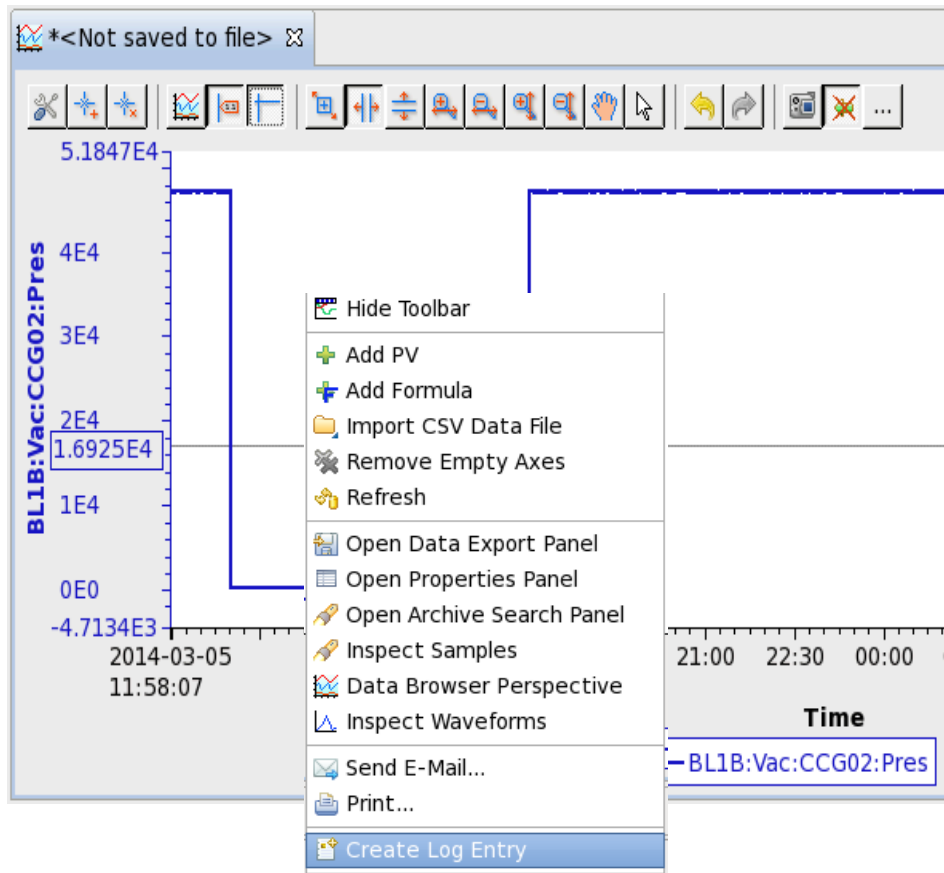 *<Not saved to file>
...
5.1847E4
4E4
3E4
2E4
1.6925E4
1E4
0E0
-4.7134E3
BL1B:Vac:CCG02:Pres
2014-03-05
11:58:07
21:00 22:30 00:00
Time
BL1B:Vac:CCG02:Pres
Hide Toolbar
Add PV
Add Formula
Import CSV Data File
Remove Empty Axes
Refresh
Open Data Export Panel
Open Properties Panel
Open Archive Search Panel
Inspect Samples
Data Browser Perspective
Inspect Waveforms
Send E-Mail...
Print...
Create Log Entry